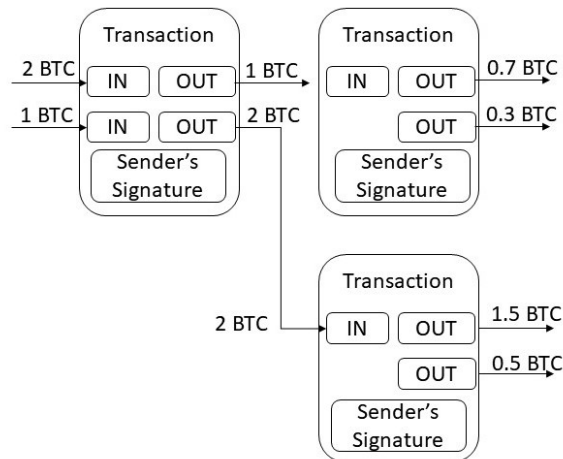 Transaction
2 BTC
IN
OUT
1 BTC
1 BTC
IN
OUT
2 BTC
Sender's
Signature
Transaction
IN
OUT
0.7 BTC
OUT
0.3 BTC
Sender's
Signature
Transaction
2 BTC
IN
OUT
1.5 BTC
OUT
0.5 BTC
Sender's
Signature